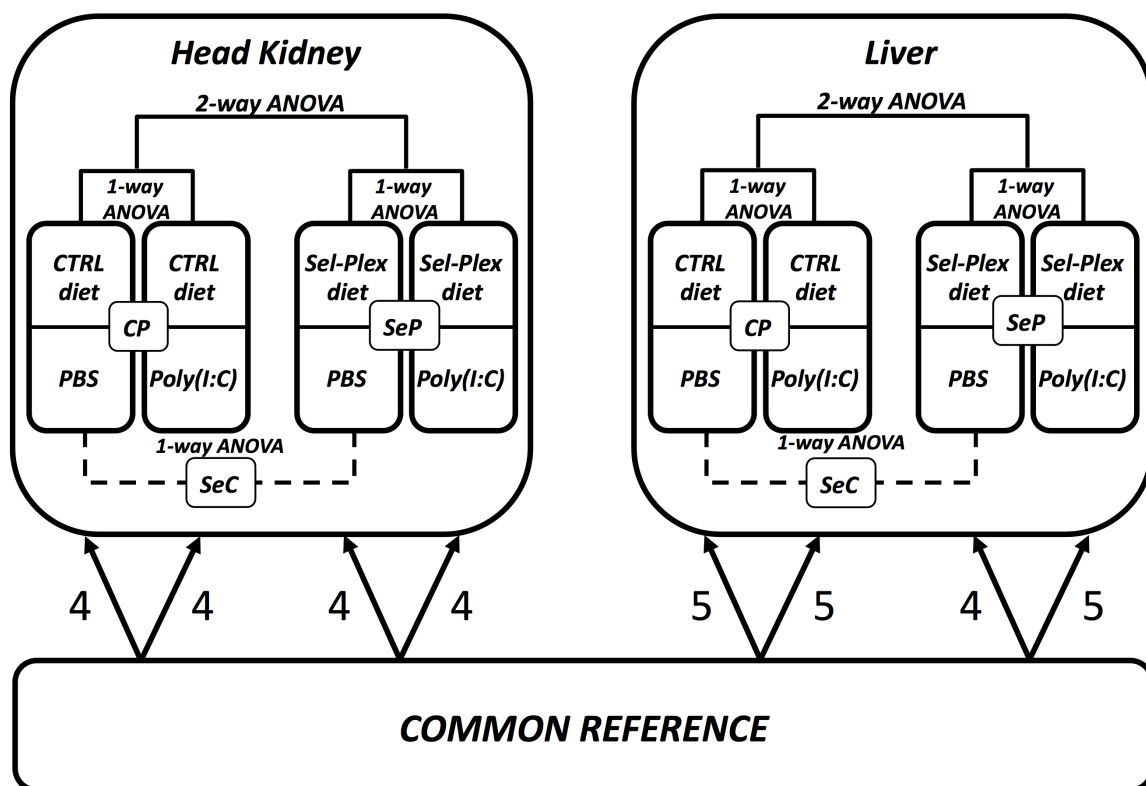 Head Kidney
2-way ANOVA
1-way
ANOVA
1-way
ANOVA
CTRL
diet
CTRL
diet
Sel-Plex
diet
Sel-Plex
diet
CP
SeP
PBS
Poly(I:C)
PBS
Poly(I:C)
1-way ANOVA
SeC
Liver
2-way ANOVA
1-way
ANOVA
1-way
ANOVA
CTRL
diet
CTRL
diet
Sel-Plex
diet
Sel-Plex
diet
CP
SeP
PBS
Poly(I:C)
PBS
Poly(I:C)
1-way ANOVA
SeC
4
4
4
4
5
5
4
5
COMMON REFERENCE